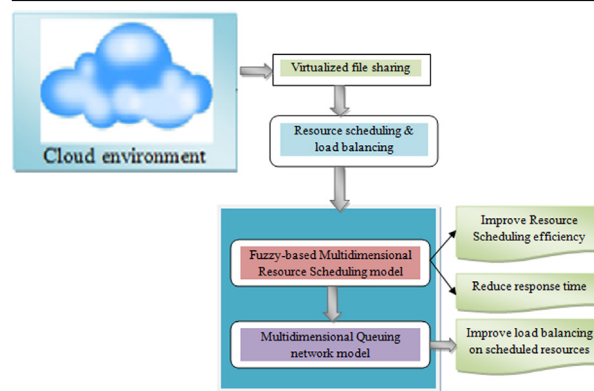 Cloud environment
Virtualized file sharing
Resource scheduling &
load balancing
Fuzzy-based Multidimensional
Resource Scheduling model
Multidimensional Queuing
network model
Improve Resource
Scheduling efficiency
Reduce response time
Improve load balancing
on scheduled resources